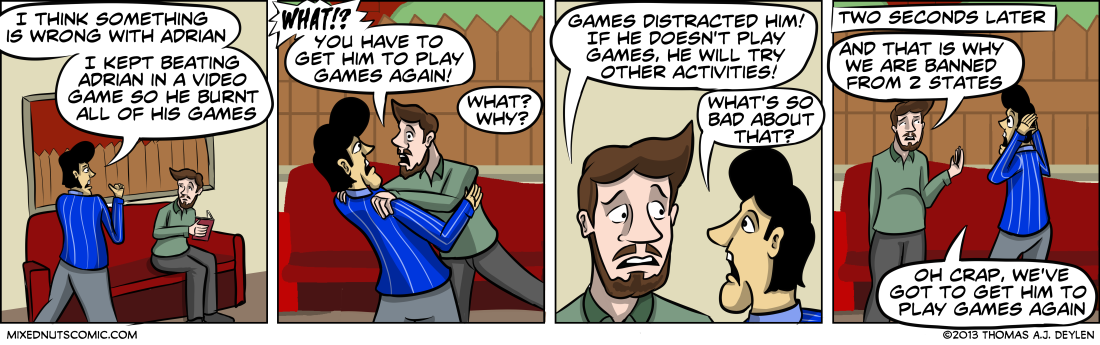 I THINK SOMETHING
IS WRONG WITH ADRIAN
I KEPT BEATING
ADRIAN IN A VIDEO
GAME SO HE BURNT
ALL OF HIS GAMES
WHAT!?
YOU HAVE TO
GET HIM TO PLAY
GAMES AGAIN!
WHAT?
WHY?
GAMES DISTRACTED HIM!
IF HE DOESN'T PLAY
GAMES, HE WILL TRY
OTHER ACTIVITIES!
WHAT'S SO
BAD ABOUT
THAT?
TWO SECONDS LATER
AND THAT IS WHY
WE ARE BANNED
FROM 2 STATES
OH CRAP, WE'VE
GOT TO GET HIM TO
PLAY GAMES AGAIN
MIXEDNUTSCOMIC.COM
©2013 THOMAS A.J. DEYLEN